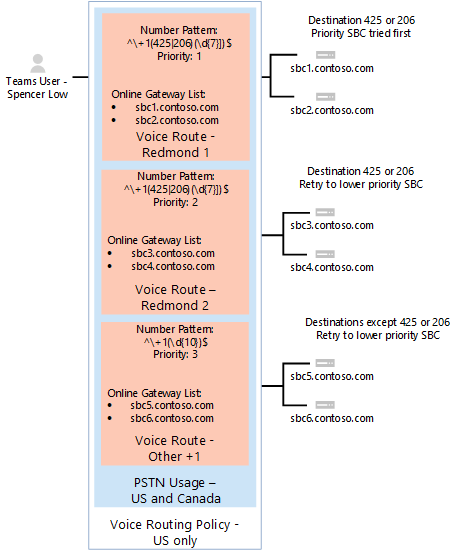 Teams User -
Spencer Low
Number Pattern:
^\+1(425|206)(\d{7})$
Priority: 1
Online Gateway List:
• sbc1.contoso.com
• sbc2.contoso.com
Voice Route -
Redmond 1
Destination 425 or 206
Priority SBC tried first
sbc1.contoso.com
sbc2.contoso.com
Number Pattern:
^\+1(425|206)(\d{7})$
Priority: 2
Online Gateway List:
• sbc3.contoso.com
• sbc4.contoso.com
Voice Route –
Redmond 2
Destination 425 or 206
Retry to lower priority SBC
sbc3.contoso.com
sbc4.contoso.com
Number Pattern:
^\+1(\d{10})$
Priority: 3
Online Gateway List:
• sbc5.contoso.com
• sbc6.contoso.com
Voice Route -
Other +1
Destinations except 425 or 206
Retry to lower priority SBC
sbc5.contoso.com
sbc6.contoso.com
PSTN Usage –
US and Canada
Voice Routing Policy -
US only